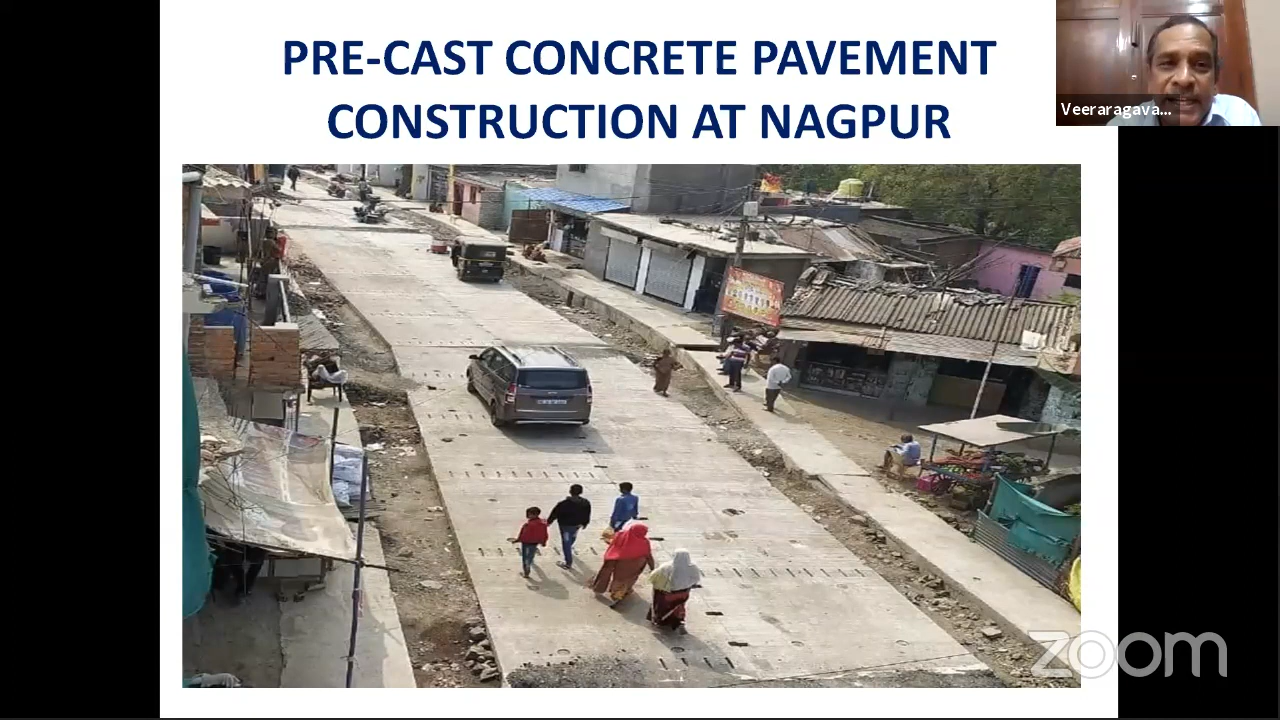 PRE-CAST CONCRETE PAVEMENT
CONSTRUCTION AT NAGPUR
Veeraragava...
zoom